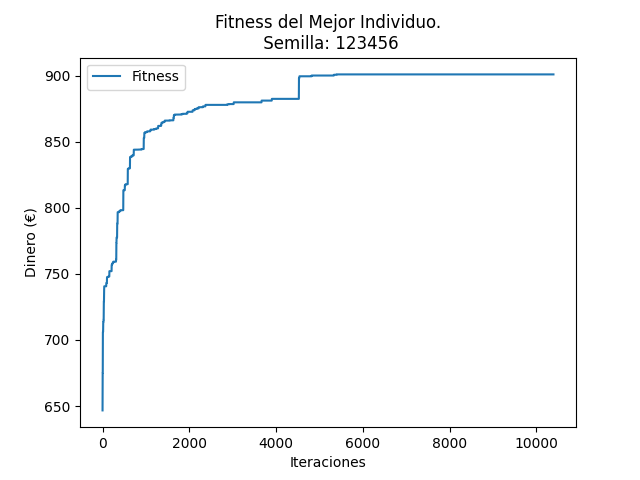 Fitness del Mejor Individuo.
Semilla: 123456
Fitness
900
850
800
750
700
650
Dinero (€)
0 2000 4000 6000 8000 10000
Iteraciones